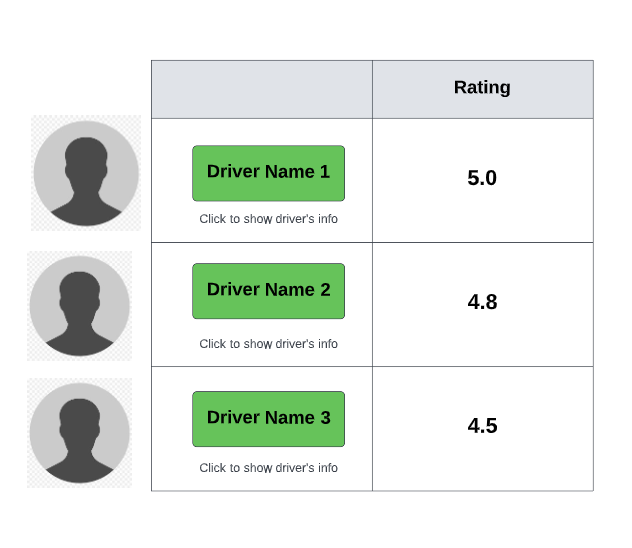 Rating
Driver Name 1
Click to show driver's info
5.0
Driver Name 2
Click to show driver's info
4.8
Driver Name 3
Click to show driver's info
4.5